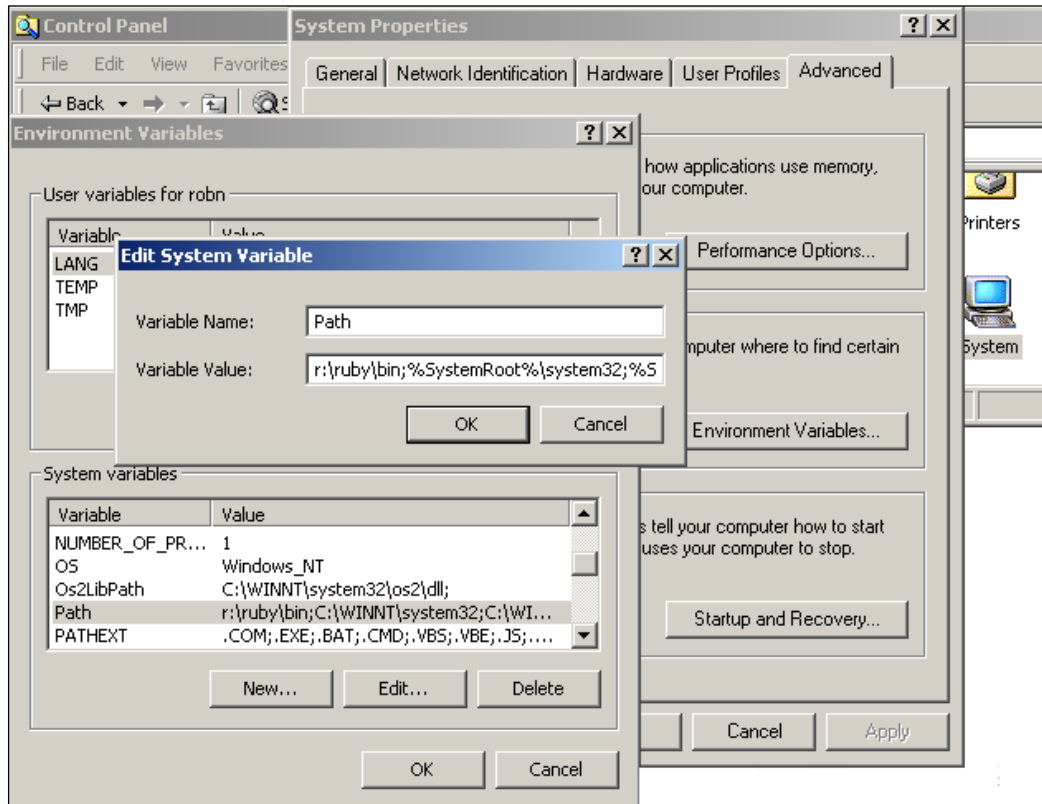 Control Panel
File Edit View Favorites
Back
System Properties
General Network Identification Hardware User Profiles Advanced
how applications use memory,
our computer.
Performance Options...
mputer where to find certain
Environment Variables...
s tell your computer how to start
uses your computer to stop.
Startup and Recovery...
Cancel Apply
Printers
System
Environment Variables
User variables for robn
Variable Value
LANG
TEMP
TMP
Edit System Variable
Variable Name: Path
Variable Value: r:\ruby\bin;%SystemRoot%\system32;%S
OK Cancel
System variables
Variable Value
NUMBER_OF_PR... 1
OS Windows_NT
Os2LibPath C:\WINNT\system32\os2\dll;
Path r:\ruby\bin;C:\WINNT\system32;C:\WI...
PATHEXT .COM;.EXE;.BAT;.CMD;.VBS;.VBE;.JS;....
New... Edit... Delete
OK Cancel